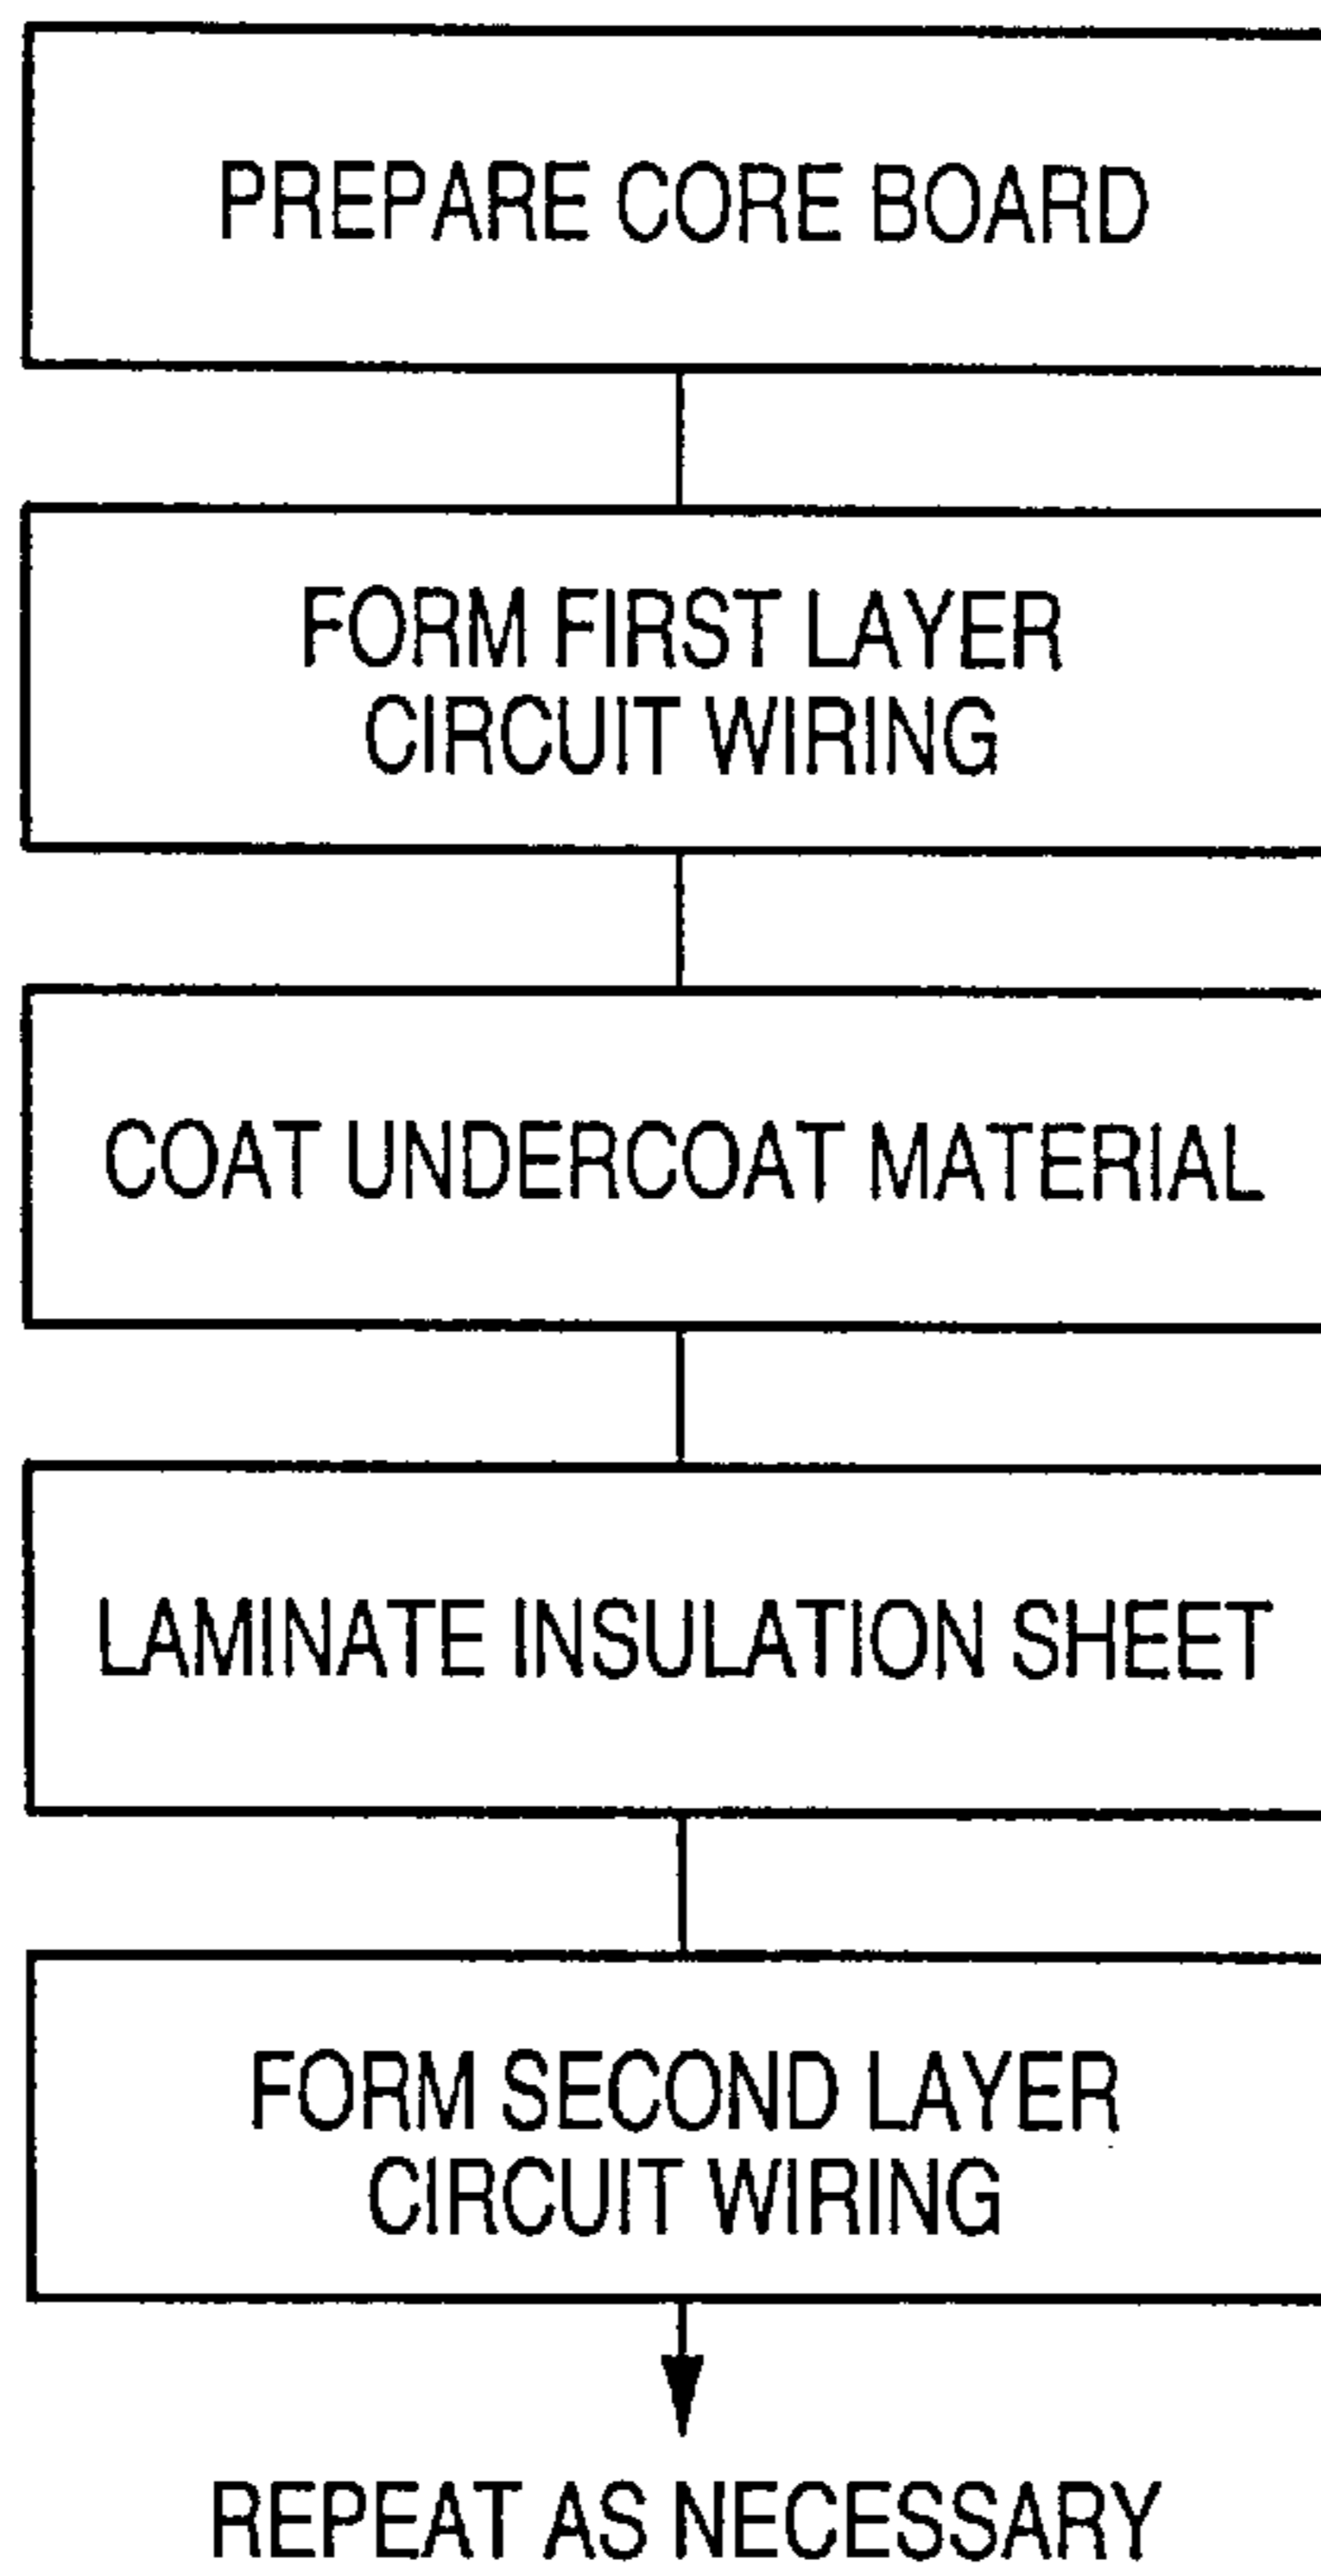 PREPARE CORE BOARD
FORM FIRST LAYER
CIRCUIT WIRING
COAT UNDERCOAT MATERIAL
LAMINATE INSULATION SHEET
FORM SECOND LAYER
CIRCUIT WIRING
REPEAT AS NECESSARY